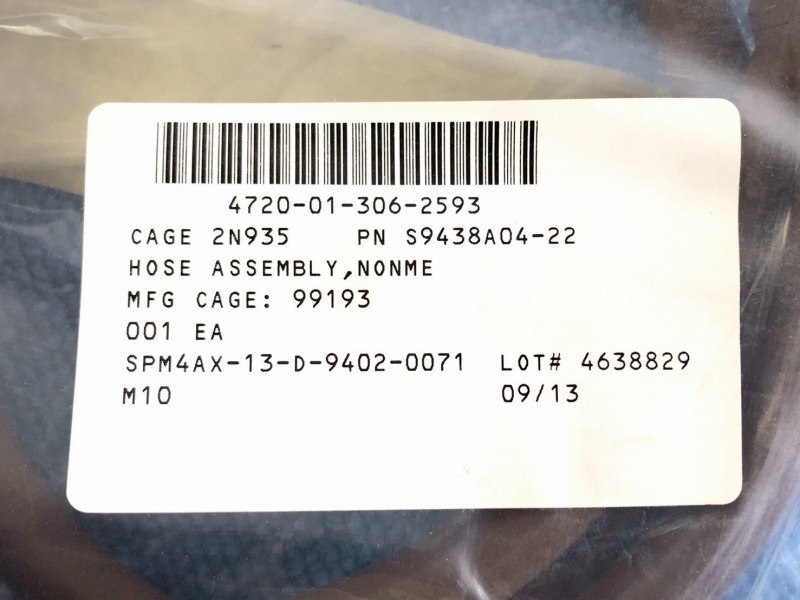 4720-01-306-2593
CAGE 2N935 PN S9438A04-22
HOSE ASSEMBLY,NONME
MFG CAGE: 99193
001 EA
SPM4AX-13-D-9402-0071 LOT# 4638829
M10 09/13